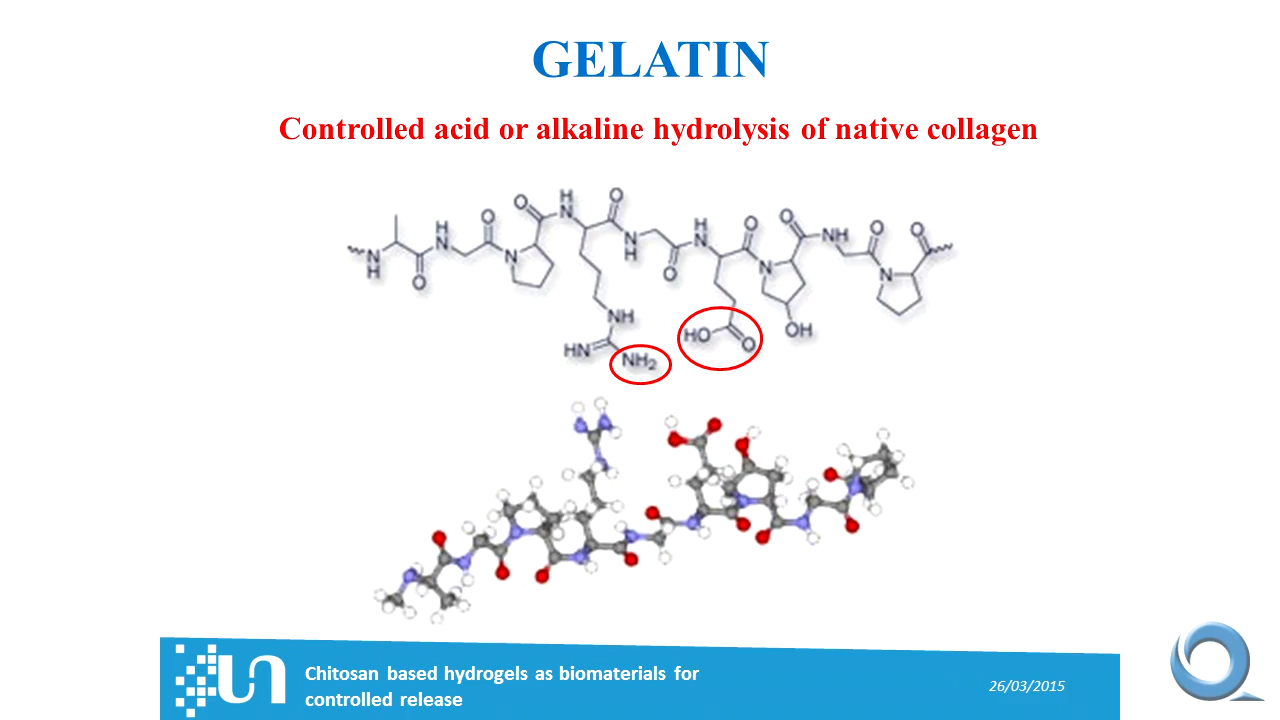 GELATIN
Controlled acid or alkaline hydrolysis of native collagen
O H N O
H N O O H N O O NH O O
N H O N N H O N N
NH HO O OH
HN NH2
Chitosan based hydrogels as biomaterials for
controlled release
26/03/2015